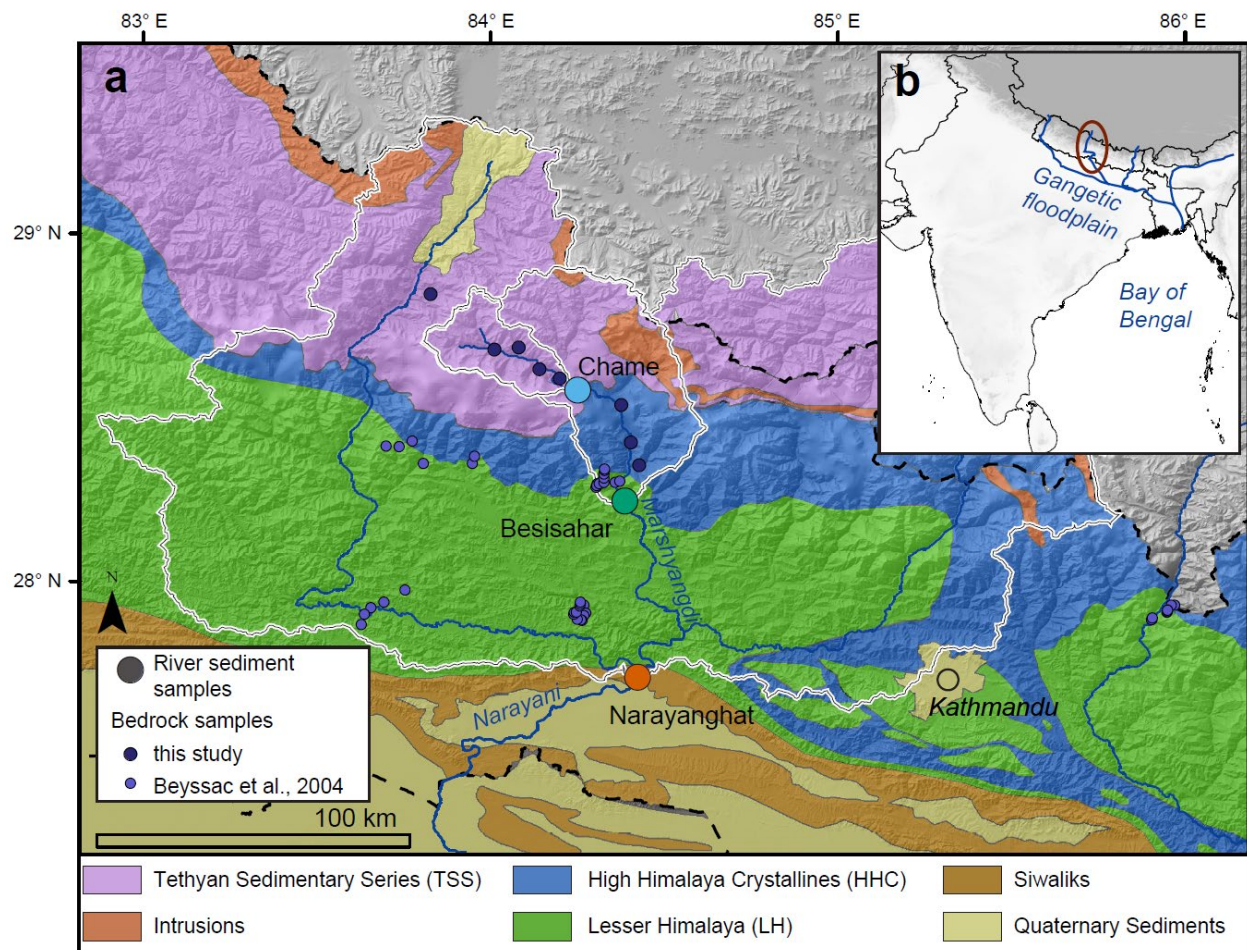 83° E
84° E
85° E
86° E
a
b
29° N
28° N
Gangetic
floodplain
Bay of
Bengal
Chame
Besisahar
Marshyangdi
Narayani
Narayanghat
Kathmandu
N
River sediment
samples
Bedrock samples
this study
Beyssac et al., 2004
100 km
Tethyan Sedimentary Series (TSS)
High Himalaya Crystallines (HHC)
Siwaliks
Intrusions
Lesser Himalaya (LH)
Quaternary Sediments